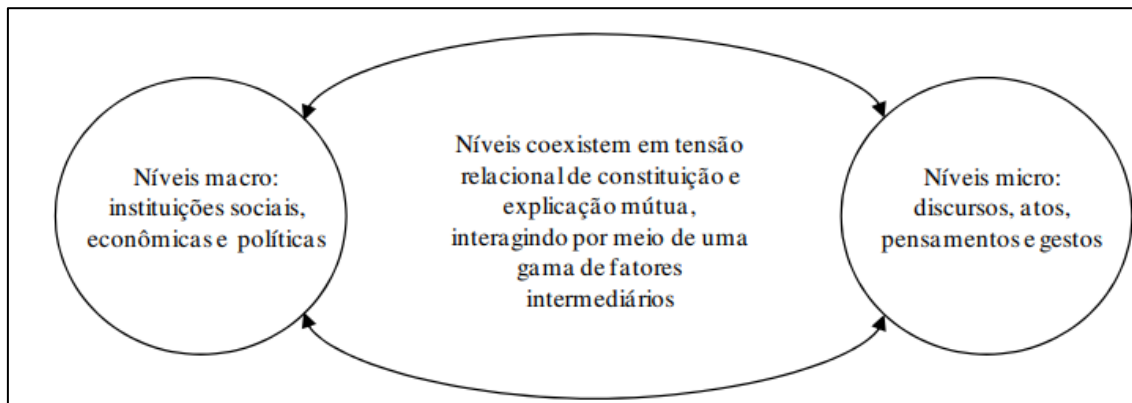 Níveis macro:
instituições sociais,
econômicas e políticas
Níveis coexistem em tensão
relacional de constituição e
explicação mútua,
interagindo por meio de uma
gama de fatores
intermediários
Níveis micro:
discursos, atos,
pensamentos e gestos